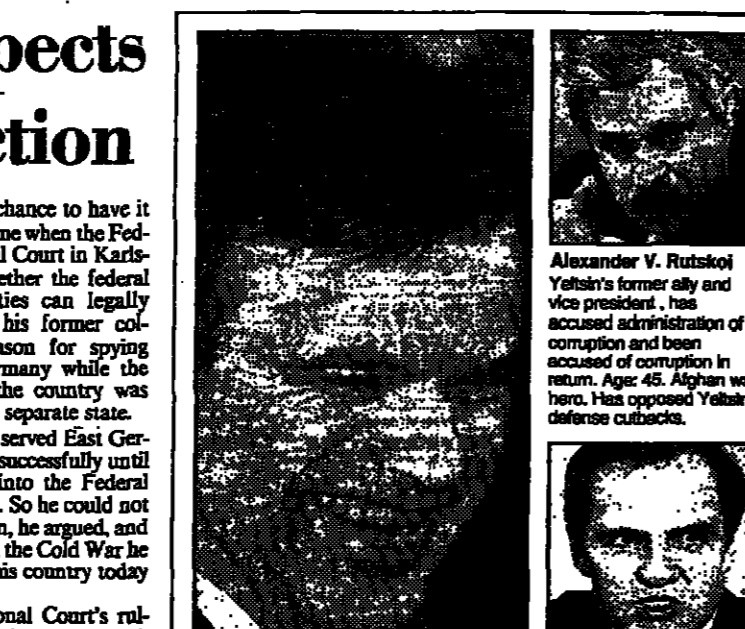 pects
ction
chance to have it
ne when the Fed-
l Court in Karls-
ether the federal
ties can legally
his former col-
ason for spying
rmany while the
the country was
separate state.
served East Ger-
successfully until
into the Federal
. So he could not
n, he argued, and
the Cold War he
his country today
onal Court's rul-
Alexander V. Rutskoi
Yeltsin's former ally and
vice president , has
accused administration of
corruption and been
accused of corruption in
return. Age: 45. Afghan wa
hero. Has opposed Yeltsin
defense cutbacks.